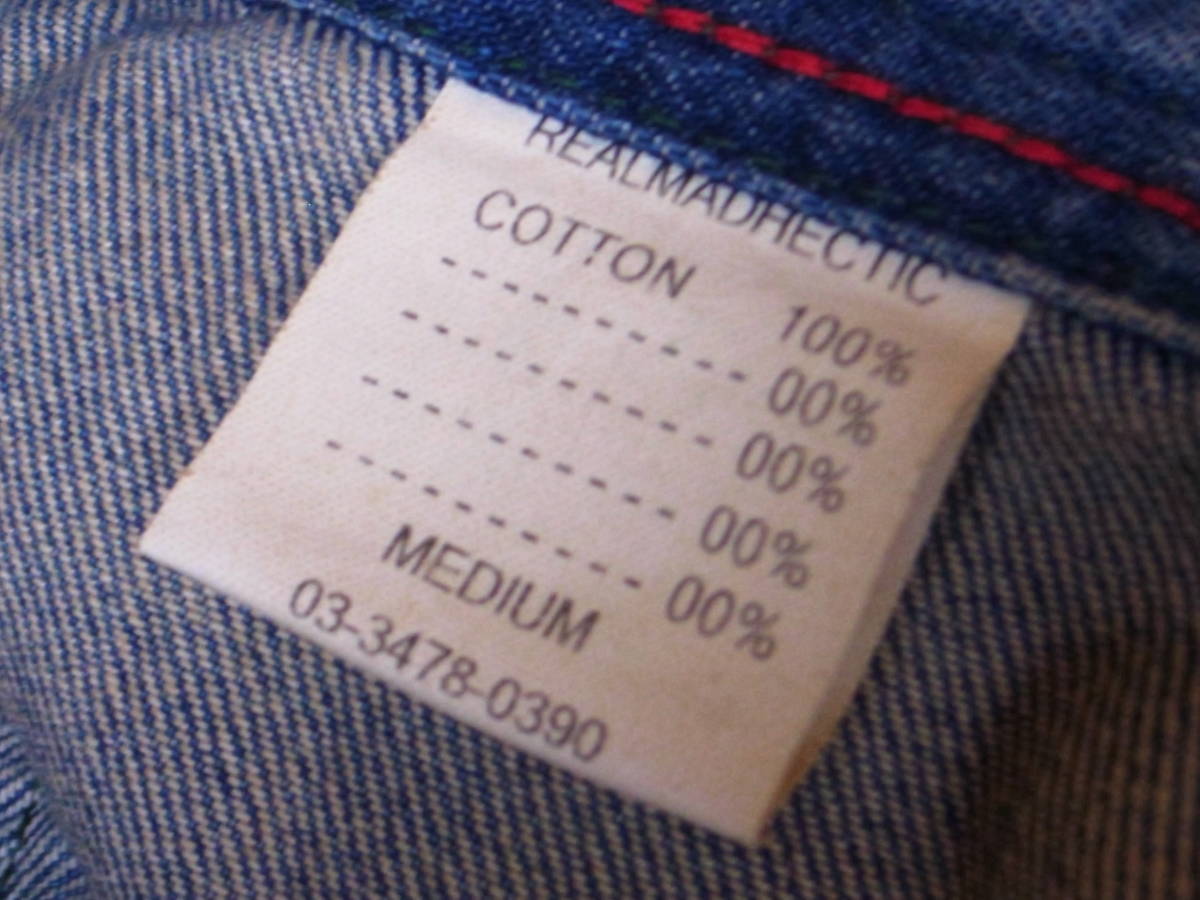 REALMADHECTIC
COTTON 100%
---------- 00%
---------- 00%
---------- 00%
---------- 00%
MEDIUM
03-3478-0390